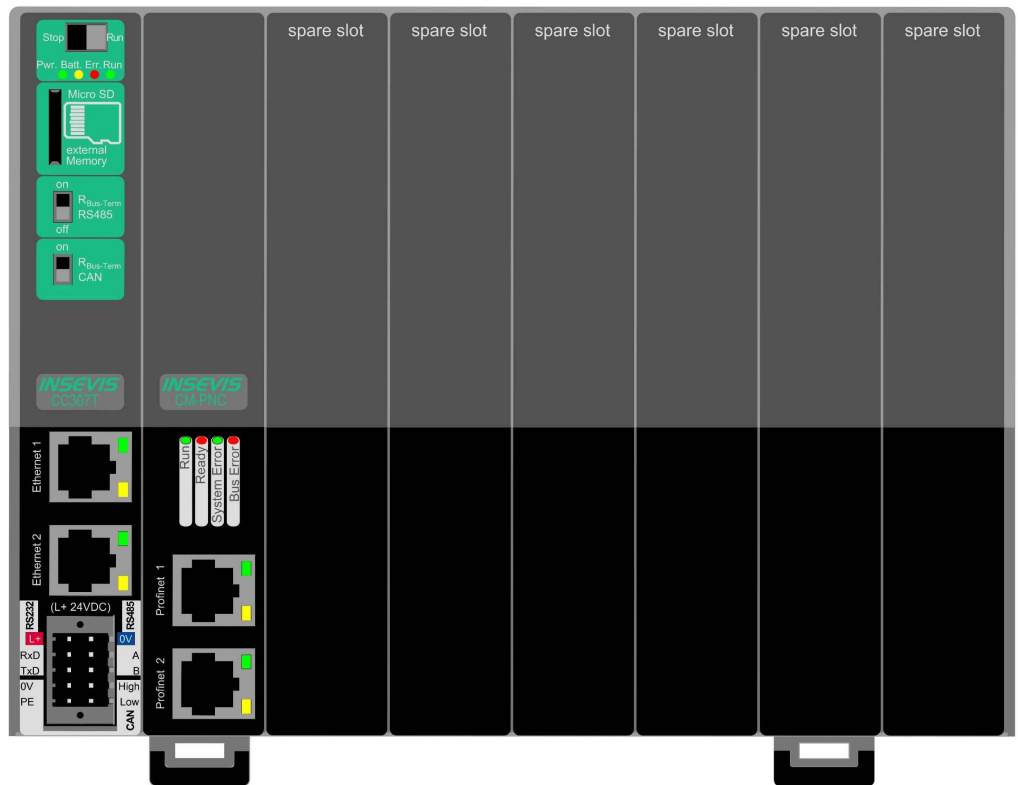 Stop Run
Pwr. Batt. Err. Run
Micro SD
external
Memory
on
RBus-Term
RS485
off
on
RBus-Term
CAN
INSEVIS
CC307T
Ethernet 1
Ethernet 2
RS232
(L+ 24VDC)
RS485
L+ 0V
RxD A
TxD B
0V High
PE Low
CAN
INSEVIS
CM-PNC
Run
Ready
System Error
Bus Error
Profinet 1
Profinet 2
spare slot
spare slot
spare slot
spare slot
spare slot
spare slot